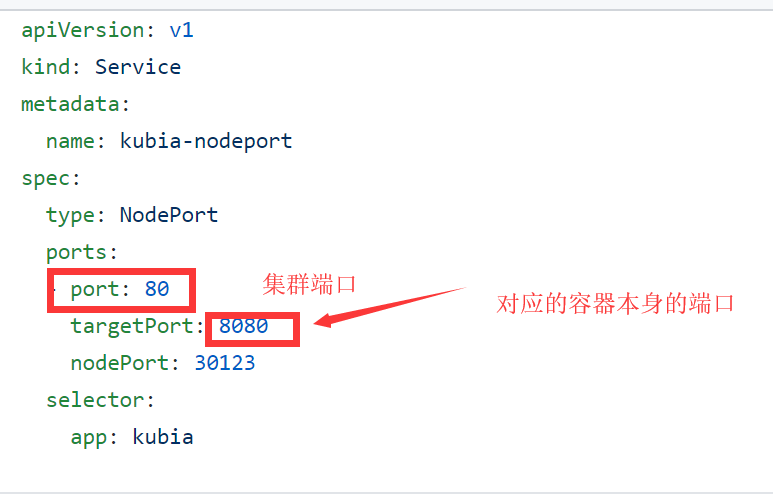 apiVersion: v1
kind: Service
metadata:
  name: kubia-nodeport
spec:
  type: NodePort
  ports:
  - port: 80
集群端口
对应的容器本身的端口
    targetPort: 8080
    nodePort: 30123
  selector:
    app: kubia